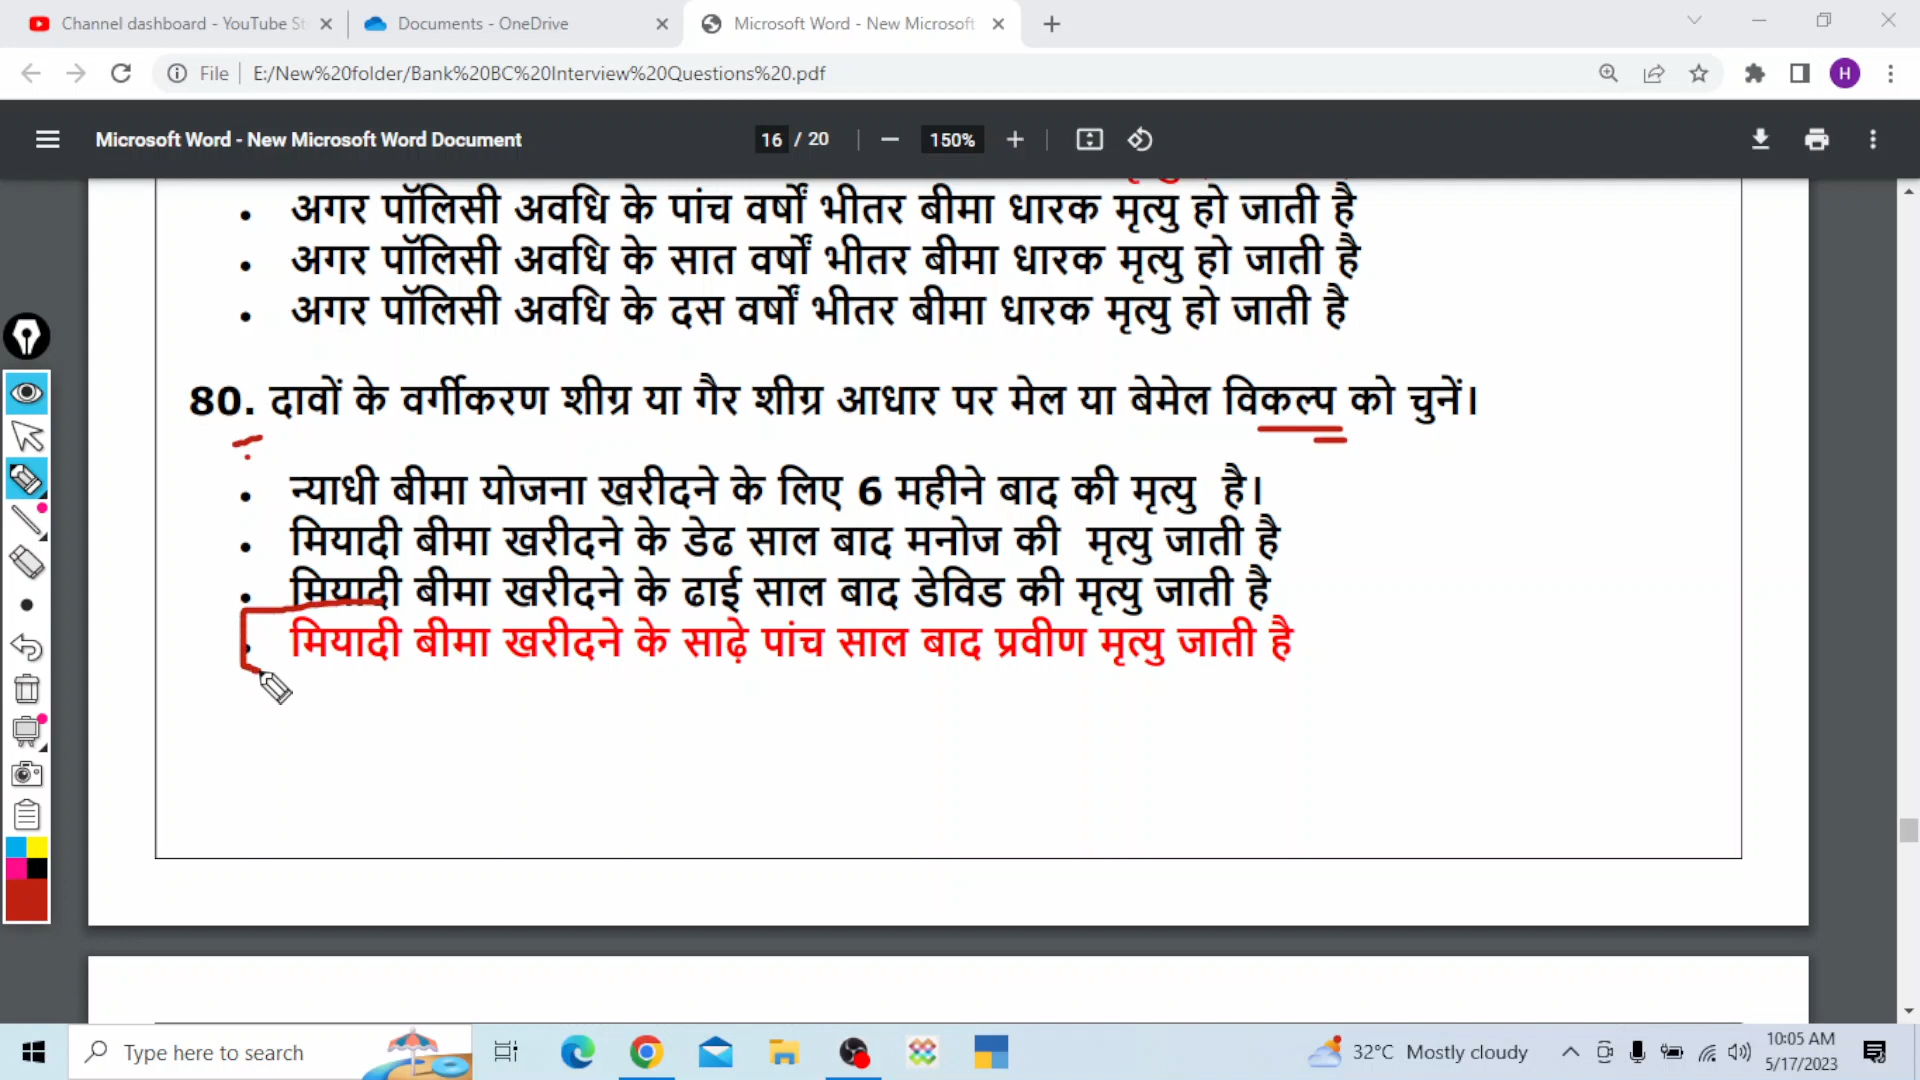 Channel dashboard - YouTube St
Documents - OneDrive
Microsoft Word - New Microsoft
File
E:/New%20folder/Bank%20BC%20Interview%20Questions%20.pdf
H
Microsoft Word - New Microsoft Word Document
16 / 20
150%
• अगर पॉलिसी अवधि के पांच वर्षों भीतर बीमा धारक मृत्यु हो जाती है
• अगर पॉलिसी अवधि के सात वर्षों भीतर बीमा धारक मृत्यु हो जाती है
• अगर पॉलिसी अवधि के दस वर्षों भीतर बीमा धारक मृत्यु हो जाती है
80. दावों के वर्गीकरण शीग्र या गैर शीग्र आधार पर मेल या बेमेल विकल्प को चुनें।
• न्याधी बीमा योजना खरीदने के लिए 6 महीने बाद की मृत्यु है।
• मियादी बीमा खरीदने के डेढ साल बाद मनोज की मृत्यु जाती है
• मियादी बीमा खरीदने के ढाई साल बाद डेविड की मृत्यु जाती है
• मियादी बीमा खरीदने के साढ़े पांच साल बाद प्रवीण मृत्यु जाती है
Type here to search
32°C Mostly cloudy
10:05 AM
5/17/2023